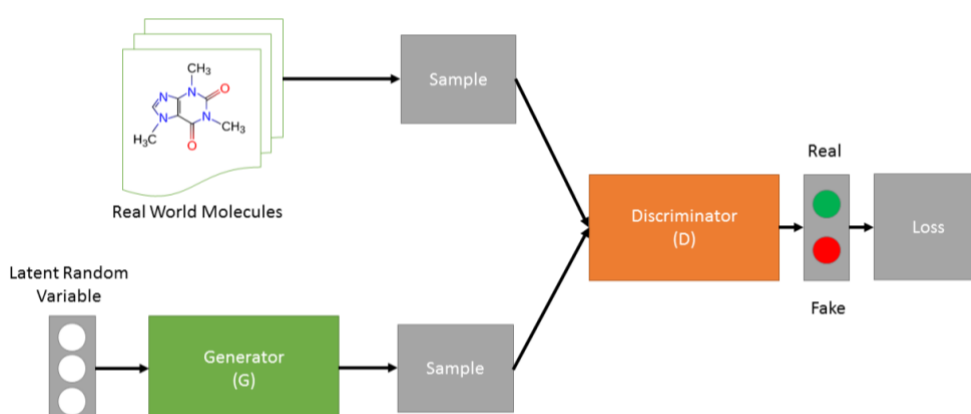 CH₃
N
N
O
N
N
CH₃
H₃C
O
Real World Molecules
Sample
Real
Discriminator
(D)
Loss
Fake
Latent Random
Variable
Generator
(G)
Sample